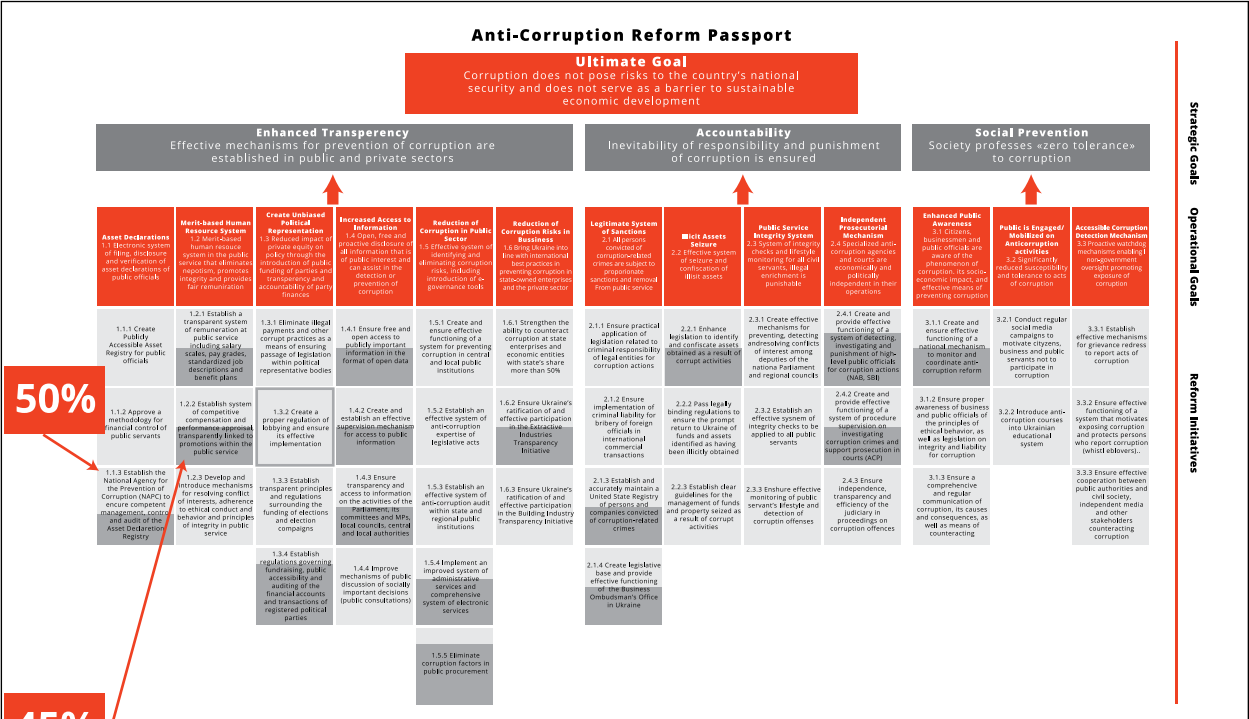 Anti-Corruption Reform Passport
Ultimate Goal
Corruption does not pose risks to the country's national
security and does not serve as a barrier to sustainable
economic development
Enhanced Transperency
Effective mechanisms for prevention of corruption are
established in public and private sectors
Accountability
Inevitability of responsibility and punishment
of corruption is ensured
Social Prevention
Society professes «zero tolerance»
to corruption
Strategic Goals
Asset Declarations
1.1 Electronic system
of filing, disclosure
and verification of
asset declarations of
public officials
Merit-based Human
Resource System
1.2 Merit-based
human resouce
system in the public
service that eliminates
nepotism, promotes
integrity and provides
fair remuniration
Create Unbiased
Political
Representation
1.3 Reduced impact of
private equity on
policy through the
introduction of public
funding of parties and
transparency and
accountability of party
finances
Increased Access to
Information
1.4 Open, free and
proactive disclosure of
all information that is
of public interest and
can assist in the
detection or
prevention of
corruption
Reduction of
Corruption in Public
Sector
1.5 Effective system of
identifying and
eliminating corruption
risks, including
introduction of e-
governance tools
Reduction of
Corruption Risks in
Bussiness
1.6 Bring Ukraine into
line with international
best practices in
preventing corruption in
state-owned enterprises
and the private sector
Legitimate System
of Sanctions
2.1 All persons
convicted of
corruption-related
crimes are subject to
proportionate
sanctions and removal
From public service
Illicit Assets
Seizure
2.2 Effective system
of seizure and
confiscation of
illisit assets
Public Service
Integrity System
2.3 System of integrity
checks and lifestyle
monitoring for all civil
servants, illegal
enrichment is
punishable
Independent
Prosecutorial
Mechanism
2.4 Specialized anti-
corruption agencies
and courts are
economically and
politically
independent in their
operations
Enhanced Public
Awareness
3.1 Citizens,
businessmen and
public officials are
aware of the
phenomenon of
corruption, its socio-
economic impact, and
effective means of
preventing corruption
Public is Engaged/
Mobilized on
Anticorruption
activities
3.2 Significantly
reduced susceptibility
and tolerance to acts
of corruption
Accessible Corruption
Detection Mechanism
3.3 Proactive watchdog
mechanisms enabling l
non-government
oversight promoting
exposure of
corruption
Operational Goals
1.1.1 Create
Publicly
Accessible Asset
Registry for public
officials
1.2.1 Establish a
transparent system
of remuneration at
public service
including salary
scales, pay grades,
standardized job
descriptions and
benefit plans
1.3.1 Eliminate illegal
payments and other
corrupt practices as a
means of ensuring
passage of legislation
within political
representative bodies
1.4.1 Ensure free and
open access to
publicly important
information in the
format of open data
1.5.1 Create and
ensure effective
functioning of a
system for preventing
corruption in central
and local public
institutions
1.6.1 Strengthen the
ability to counteract
corruption at state
enterprises and
economic entities
with state's share
more than 50%
2.1.1 Ensure practical
application of
legislation related to
criminal responsibility
of legal entities for
corruption actions
2.2.1 Enhance
legislation to identify
and confiscate assets
obtained as a result of
corrupt activities
2.3.1 Create effective
mechanisms for
preventing, detecting
andresolving conflicts
of interest among
deputies of the
nationa Parliament
and regional councils
2.4.1 Create and
provide effective
functioning of a
system of detecting,
investigating and
punishment of high-
level public officials
for corruption actions
(NAB, SBI)
3.1.1 Create and
ensure effective
functioning of a
national mechanism
to monitor and
coordinate anti-
corruption reform
3.2.1 Conduct regular
social media
campaigns to
motivate citizens,
business and public
servants not to
participate in
corruption
3.3.1 Establish
effective mechanisms
for grievance redress
to report acts of
corruption
50%
1.1.2 Approve a
methodology for
financial control of
public servants
1.2.2 Establish system
of competitive
compensation and
performance appraisal
transparently linked to
promotions within the
public service
1.3.2 Create a
regulation of
lobbying and ensure
its effective
implementation
1.4.2 Create and
establish an effective
supervision mechanism
for access to public
information
1.5.2 Establish an
effective system of
anti-corruption
expertise of
legislative acts
1.6.2 Ensure Ukraine's
ratification of and
effective participation
in the Extractive
Industries
Transparency
Initiative
2.1.2 Ensure
implementation of
criminal liability for
bribery of foreign
officials in
international
commercial
transactions
2.2.2 Pass legally
binding regulations to
ensure the prompt
return to Ukraine of
funds and assets
identified as having
been illicitly obtained
2.3.2 Establish an
effective system of
integrity checks to be
applied to all public
servants
2.4.2 Create and
provide effective
functioning of a
system of procedure
supervision on
investigating
corruption crimes and
support prosecution in
courts (ACP)
3.1.2 Ensure proper
awareness of business
and public officials of
the principles of
ethical behavior, as
well as legislation on
integrity and liability
for corruption
3.2.2 Introduce anti-
corruption courses
into Ukrainian
educational
system
3.3.2 Ensure effective
functioning of a
system that motivates
exposing corruption
and protects persons
who report corruption
(whistl eblovers)..
Reform Initiatives
1.1.3 Establish the
National Agency for
the Prevention of
Corruption (NAPC) to
encure competent
management, control
and audit of the
Asset Declaration
Registry
1.2.3 Develop and
introduce mechanisms
for resolving conflict
of interests, adherence
to ethical conduct and
behavior and principles
of integrity in public
service
1.3.3 Establish
transparent principles
and regulations
surrounding the
funding of elections
and election
campaigns
1.4.3 Ensure
transparency and
access to information
on the activities of the
Parliament, its
committees and MPs,
local councils, central
and local authorities
1.5.3 Establish an
effective system of
anti-corruption audit
within state and
regional public
institutions
1.6.3 Ensure Ukraine's
ratification of and
effective participation
in the Building Industry
Transparency Initiative
2.1.3 Establish and
accurately maintain a
United State Registry
of persons and
companies convicted
of corruption-related
crimes
2.2.3 Establish clear
guidelines for the
management of funds
and property seized as
a result of corrupt
activities
2.3.3 Enshure effective
monitoring of public
servant's lifestyle and
detection of
corruptin offences
2.4.3 Ensure
independence,
transparency and
efficiency of the
judiciary in
proceedings on
corruption offences
3.1.3 Ensure a
comprehensive
and regular
communication of
corruption, its causes
and consequences, as
well as means of
counteracting
3.3.3 Ensure effective
cooperation between
public authorities and
civil society,
independent media
and other
stakeholders
counteracting
corruption
1.3.4 Establish
regulations governing
fundraising, public
accessibility and
auditing of the
financial accounts
and transactions of
registered political
parties
1.4.4 Improve
mechanisms of public
discussion of socially
important decisions
(public consultations)
1.5.4 Implement an
improved system of
administrative
services and
comprehensive
system of electronic
services
2.1.4 Create legislative
base and provide
effective functioning
of the Business
Ombudsman's Office
in Ukraine
1.5.5 Eliminate
corruption factors in
public procurement
45%